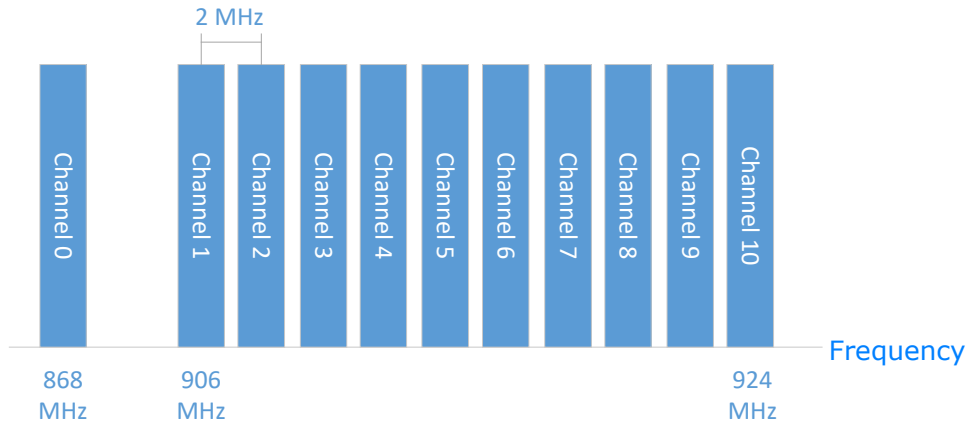 2 MHz
Channel 0
Channel 1
Channel 2
Channel 3
Channel 4
Channel 5
Channel 6
Channel 7
Channel 8
Channel 9
Channel 10
Frequency
868
MHz
906
MHz
924
MHz